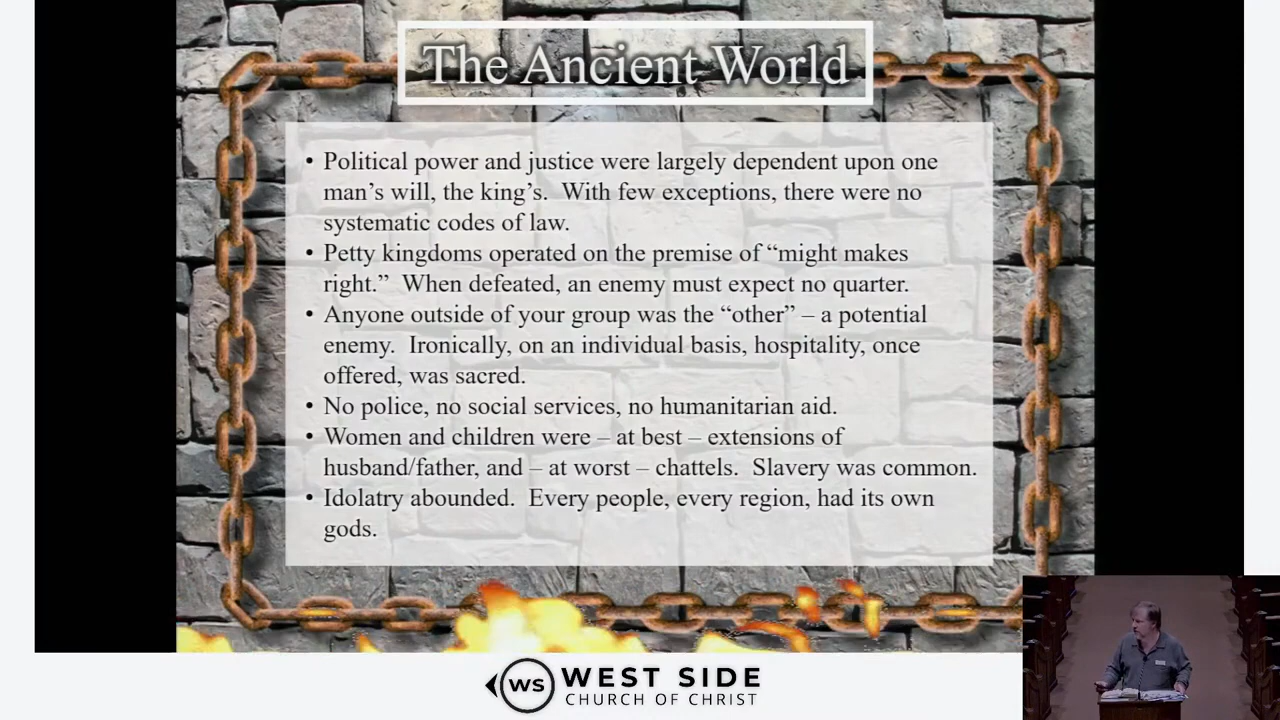 The Ancient World
• Political power and justice were largely dependent upon one
man’s will, the king’s.  With few exceptions, there were no
systematic codes of law.
• Petty kingdoms operated on the premise of “might makes
right.”  When defeated, an enemy must expect no quarter.
• Anyone outside of your group was the “other” – a potential
enemy.  Ironically, on an individual basis, hospitality, once
offered, was sacred.
• No police, no social services, no humanitarian aid.
• Women and children were – at best – extensions of
husband/father, and – at worst – chattels.  Slavery was common.
• Idolatry abounded.  Every people, every region, had its own
gods.
WS
WEST SIDE
CHURCH OF CHRIST